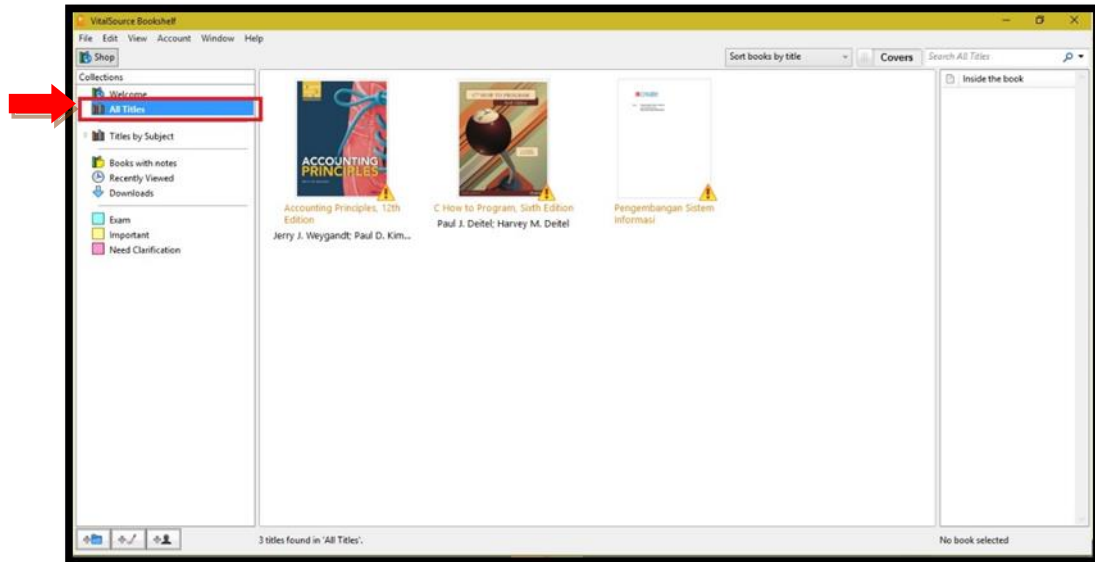 VitalSource Bookshelf
File Edit View Account Window Help
Shop
Sort books by title
Covers
Search All Titles
Collections
Welcome
All Titles
Titles by Subject
Books with notes
Recently Viewed
Downloads
Exam
Important
Need Clarification
ACCOUNTING
PRINCIPLES
Accounting Principles, 12th
Edition
Jerry J. Weygandt; Paul D. Kim...
C How to Program, Sixth Edition
Paul J. Deitel; Harvey M. Deitel
create
Pengembangan Sistem
Informasi
Inside the book
3 titles found in 'All Titles'.
No book selected